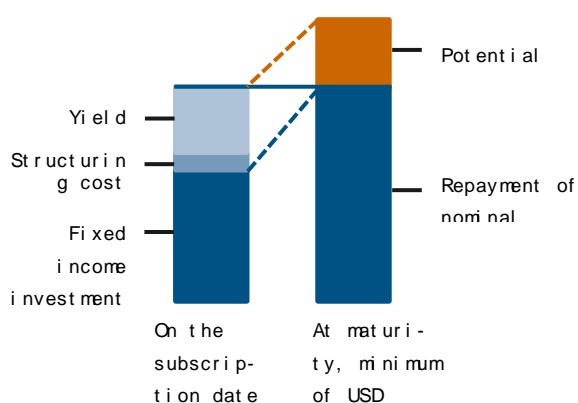 Potential
Yield
Structurin
g cost
Repayment of
nominal
Fixed
income
investment
On the
subscrip-
tion date
At maturi-
ty, minimum
of USD